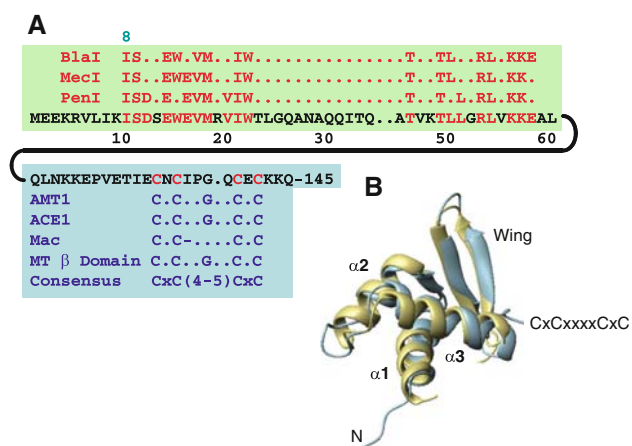 A
8
BlaI IS..EW.VM..IW..............T..TL..RL.KKE
MecI IS..EWEVM..IW..............T..TL..RL.KK.
PenI ISD.E.EVM.VIW..............T..T.L.RL.KK.
MEEKRVLIKISDSEWEVMRVIWTLGQANAQQITQ..ATVKTLLGRLVKKEAL
10 20 30 50 60
QLNKKEPVETIECNCIPG.QCECKKQ-145
AMT1 C.C..G..C.C
ACE1 C.C..G..C.C
Mac C.C-....C.C
MT β Domain C.C..G..C.C
Consensus CxC(4-5)CxC
B
Wing
α2
CxCxxxxCxC
α3
α1
N